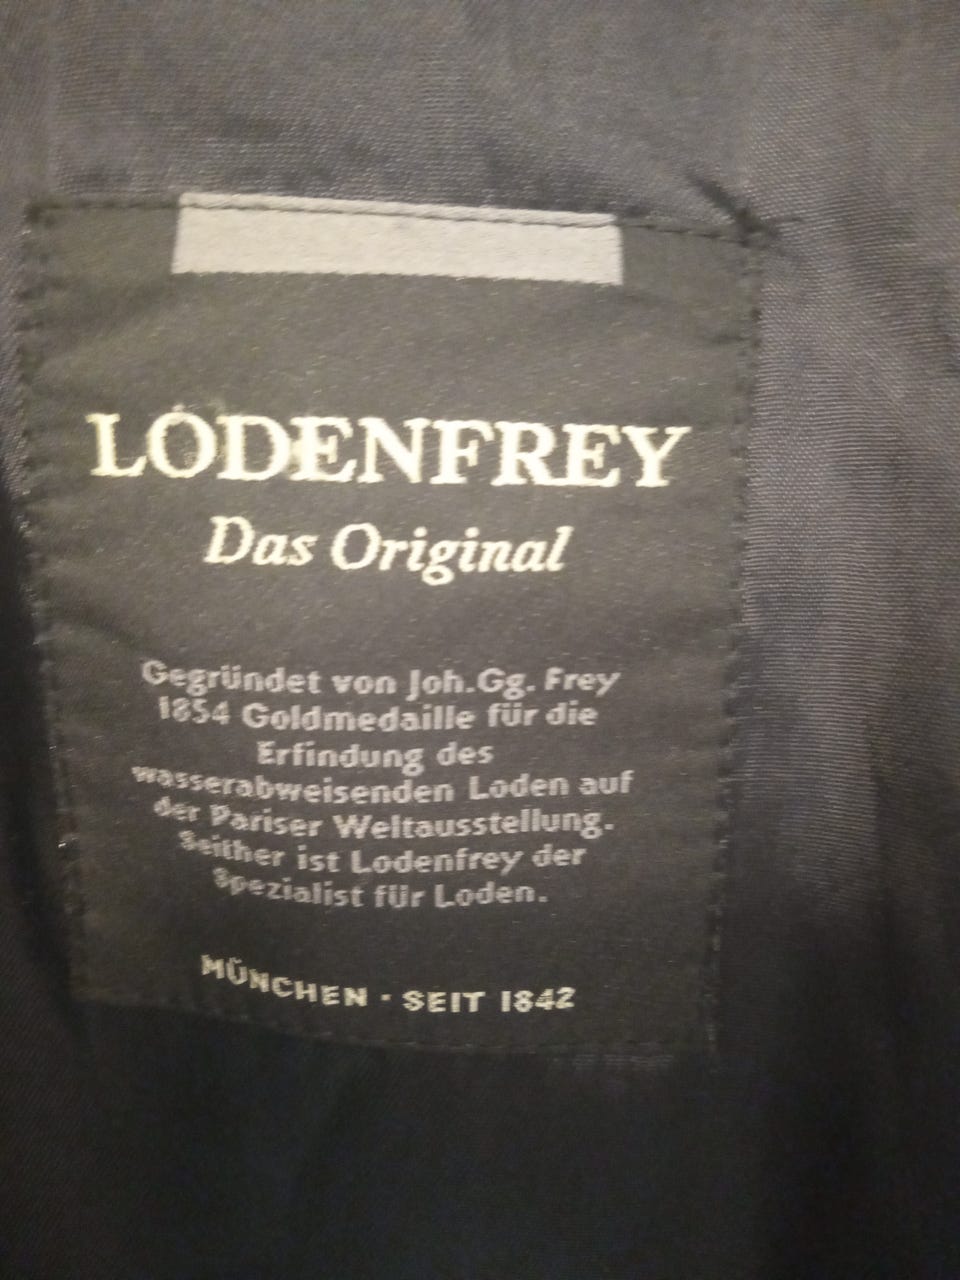 LODENFREY
Das Original
Gegründet von Joh.Gg. Frey
1854 Goldmedaille für die
Erfindung des
wasserabweisenden Loden auf
der Pariser Weltausstellung.
Seither ist Lodenfrey der
Spezialist für Loden.
MÜNCHEN · SEIT 1842